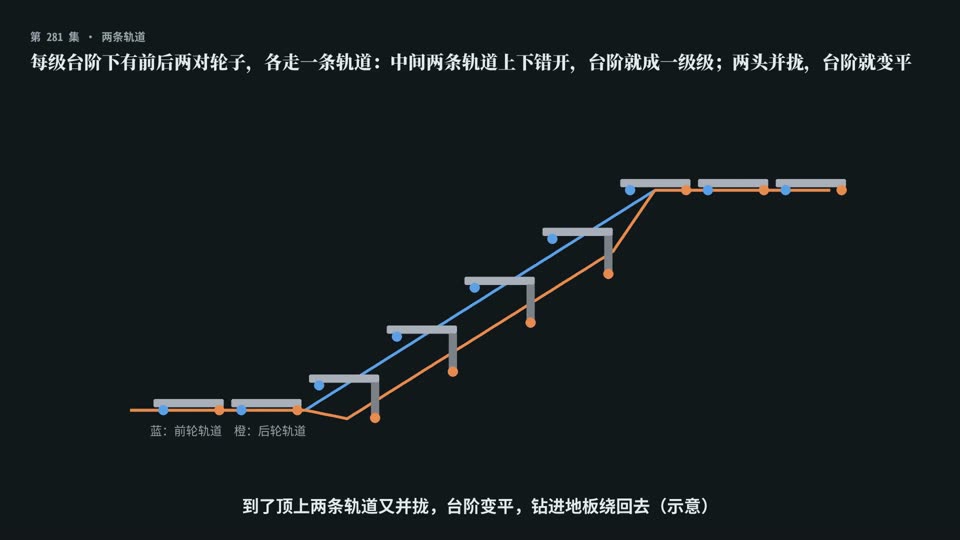 第 281 集 · 两条轨道
每级台阶下有前后两对轮子，各走一条轨道：中间两条轨道上下错开，台阶就成一级级；两头并拢，台阶就变平
蓝：前轮轨道 橙：后轮轨道
到了顶上两条轨道又并拢，台阶变平，钻进地板绕回去（示意）